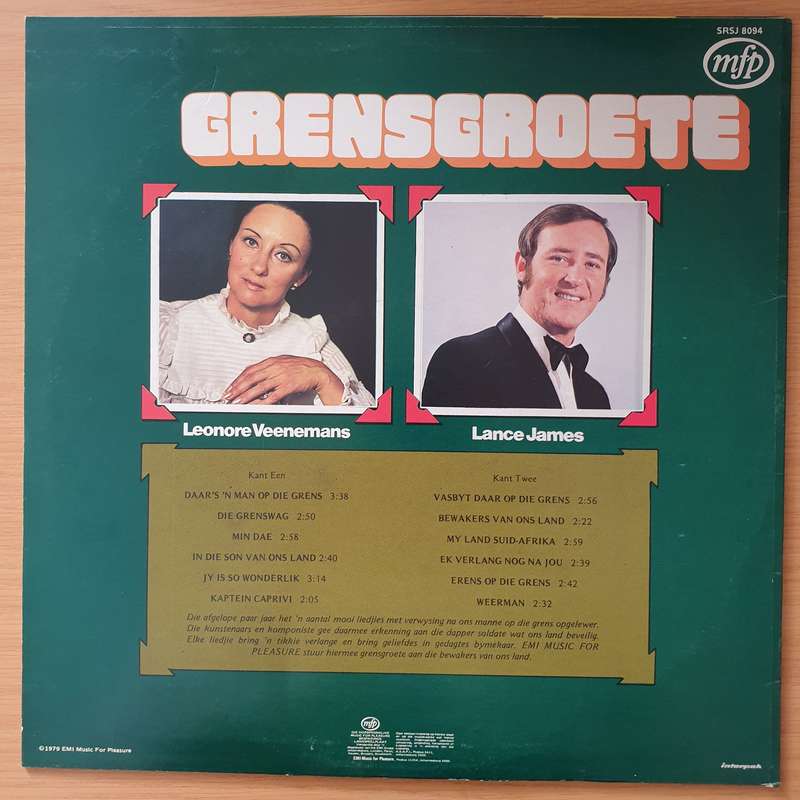 SRSJ 8094
mfp
GRENSGROETE
Leonore Veenemans
Lance James
Kant Een
DAAR'S 'N MAN OP DIE GRENS 3:38
DIE GRENSWAG 2:50
MIN DAE 2:58
IN DIE SON VAN ONS LAND 2:40
JY IS SO WONDERLIK 3:14
KAPTEIN CAPRIVI 2:05
Kant Twee
VASBYT DAAR OP DIE GRENS 2:56
BEWAKERS VAN ONS LAND 2:22
MY LAND SUID-AFRIKA 2:59
EK VERLANG NOG NA JOU 2:39
ERENS OP DIE GRENS 2:42
WEERMAN 2:32
Die afgelope paar jaar het 'n aantal mooi liedjies met verwysing na ons manne op die grens opgelewer.
Die kunstenaars en komponiste gee daarmee erkenning aan die dapper soldate wat ons land beveilig.
Elke liedjie bring 'n tikkie verlange en bring geliefdes in gedagtes bymekaar. EMI MUSIC FOR
PLEASURE stuur hiermee grensgroete aan die bewakers van ons land.
©1979 EMI Music For Pleasure
mfp
EMI Music For Pleasure,
interpak